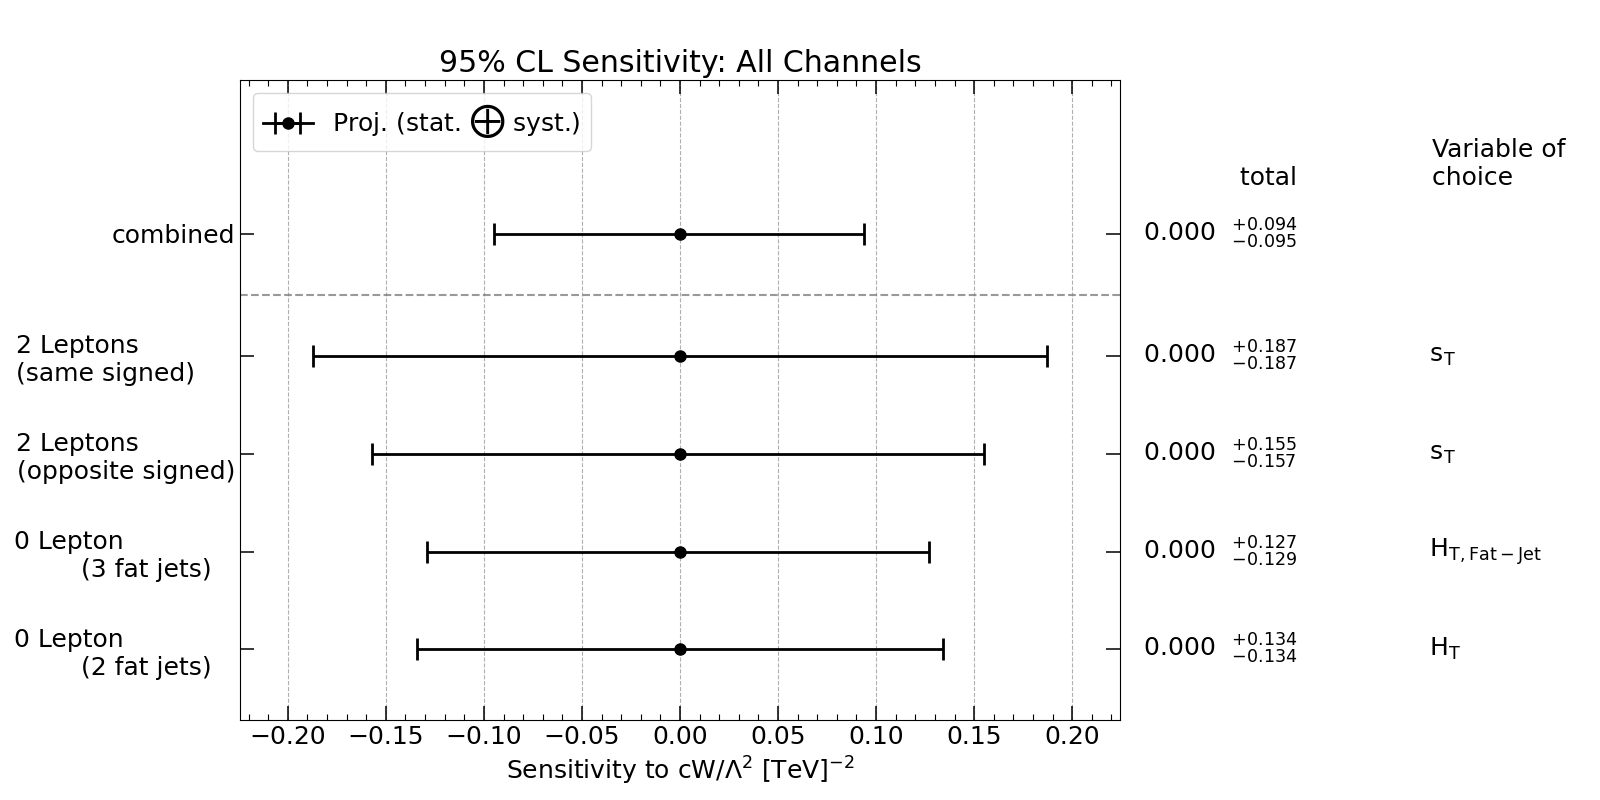 95% CL Sensitivity: All Channels
Proj. (stat. ⊕ syst.)
total
Variable of
choice
combined
0.000 +0.094 −0.095
2 Leptons
(same signed)
0.000 +0.187 −0.187
s_T
2 Leptons
(opposite signed)
0.000 +0.155 −0.157
s_T
0 Lepton
(3 fat jets)
0.000 +0.127 −0.129
H_T, Fat−Jet
0 Lepton
(2 fat jets)
0.000 +0.134 −0.134
H_T
−0.20 −0.15 −0.10 −0.05 0.00 0.05 0.10 0.15 0.20
Sensitivity to cW/Λ² [TeV]⁻²